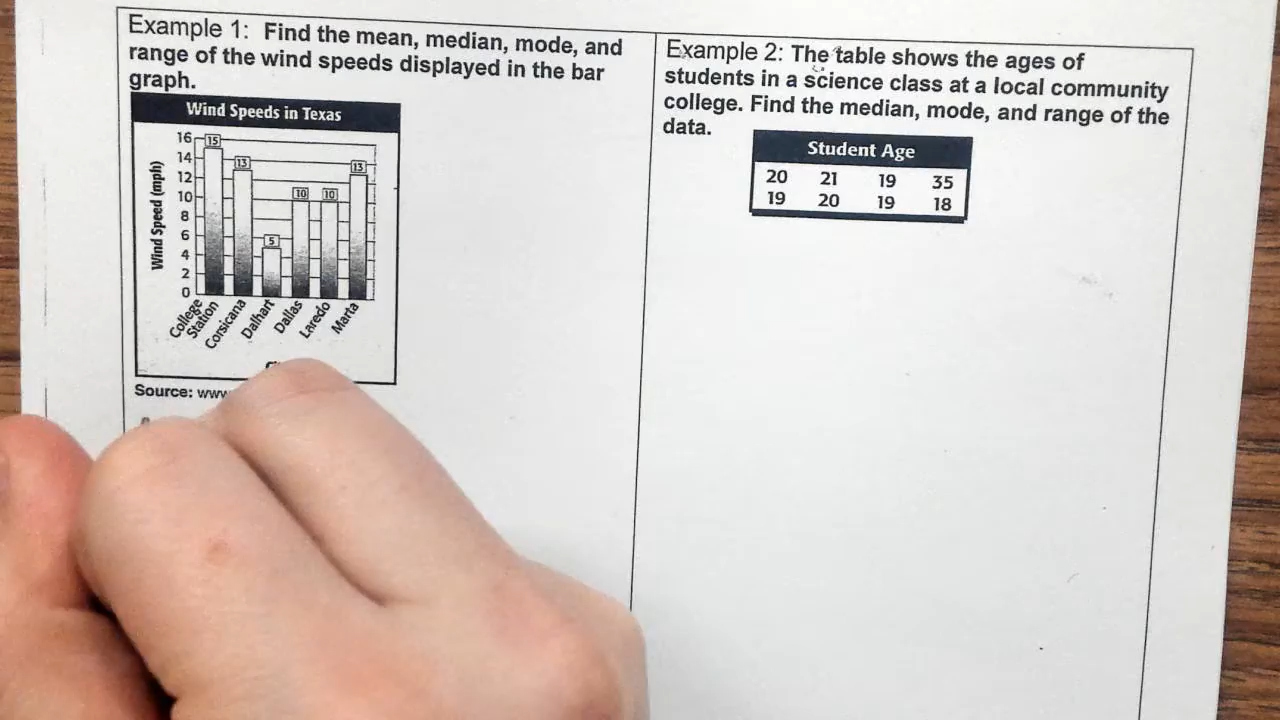 Example 1: Find the mean, median, mode, and
range of the wind speeds displayed in the bar
graph.
Wind Speeds in Texas
Wind Speed (mph)
16
14
12
10
8
6
4
2
0
15
13
5
10
10
13
College Station
Corsicana
Dalhart
Dallas
Laredo
Marta
Source: www
Example 2: The table shows the ages of
students in a science class at a local community
college. Find the median, mode, and range of the
data.
Student Age
20 21 19 35
19 20 19 18